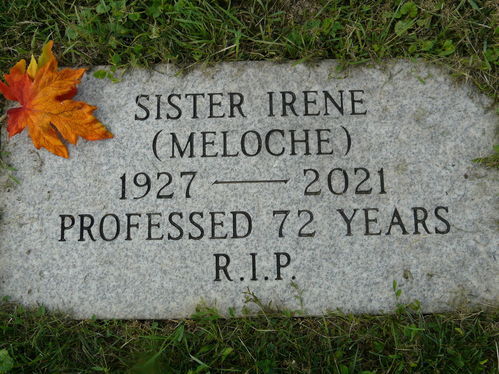 SISTER IRENE
(MELOCHE)
1927 — 2021
PROFESSED 72 YEARS
R.I.P.